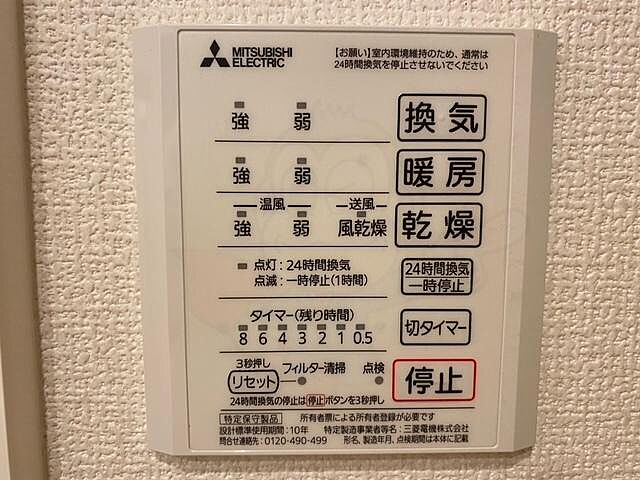 MITSUBISHI
ELECTRIC
【お願い】室内環境維持のため、通常は
24時間換気を停止させないでください
強 弱 換気
強 弱 暖房
温風 送風
強 弱 風乾燥 乾燥
点灯:24時間換気
点滅:一時停止(1時間)
24時間換気
一時停止
タイマー(残り時間)
8 6 4 3 2 1 0.5
切タイマー
3秒押し
リセット フィルター清掃 点検
停止
24時間換気の停止は停止ボタンを3秒押し
特定保守製品 所有者票による所有者登録が必要です
設計標準使用期間:10年 特定製造事業者等名:三菱電機株式会社
問合せ連絡先:0120-490-499 形名、製造年月、点検期間は本体に記載